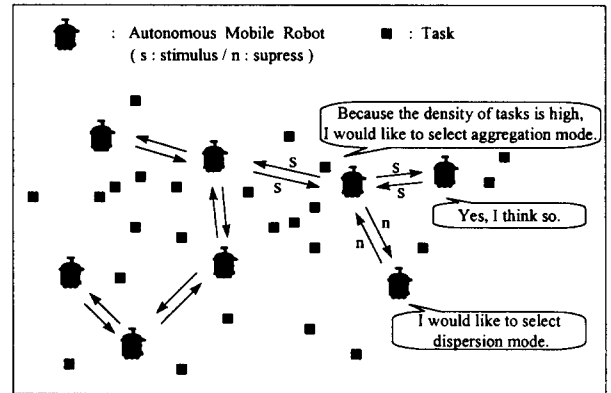 : Autonomous Mobile Robot
( s : stimulus / n : supress )
: Task
Because the density of tasks is high,
I would like to select aggregation mode.
s
s
s
s
Yes, I think so.
n
n
I would like to select
dispersion mode.